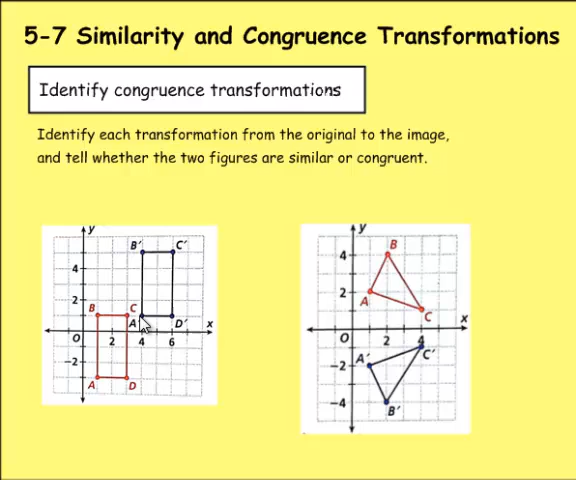 5-7 Similarity and Congruence Transformations
Identify congruence transformations
Identify each transformation from the original to the image,
and tell whether the two figures are similar or congruent.
y
B' C'
4
2
B C
A' D' x
O 2 4 6
-2
A D
y
B
4
2
A
C
x
O 2 4
A' C'
-2
-4
B'